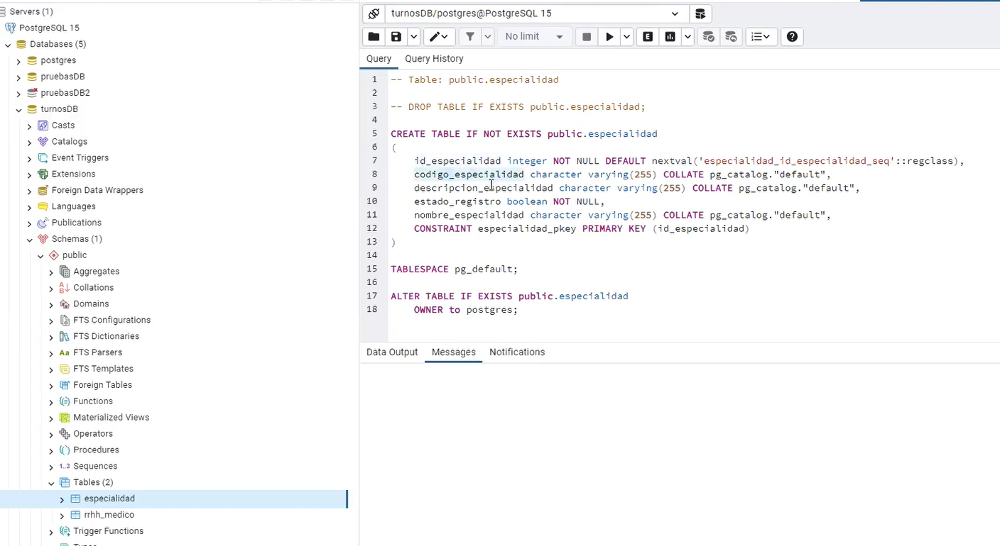 Servers (1)
PostgreSQL 15
Databases (5)
postgres
pruebasDB
pruebasDB2
turnosDB
Casts
Catalogs
Event Triggers
Extensions
Foreign Data Wrappers
Languages
Publications
Schemas (1)
public
Aggregates
Collations
Domains
FTS Configurations
FTS Dictionaries
Aa FTS Parsers
FTS Templates
Foreign Tables
Functions
Materialized Views
Operators
Procedures
1..3 Sequences
Tables (2)
especialidad
rrhh_medico
Trigger Functions
turnosDB/postgres@PostgreSQL 15
No limit
E
Query Query History
1 -- Table: public.especialidad
2
3 -- DROP TABLE IF EXISTS public.especialidad;
4
5 CREATE TABLE IF NOT EXISTS public.especialidad
6 (
7 id_especialidad integer NOT NULL DEFAULT nextval('especialidad_id_especialidad_seq'::regclass),
8 codigo_especialidad character varying(255) COLLATE pg_catalog."default",
9 descripcion_especialidad character varying(255) COLLATE pg_catalog."default",
10 estado_registro boolean NOT NULL,
11 nombre_especialidad character varying(255) COLLATE pg_catalog."default",
12 CONSTRAINT especialidad_pkey PRIMARY KEY (id_especialidad)
13 )
14
15 TABLESPACE pg_default;
16
17 ALTER TABLE IF EXISTS public.especialidad
18 OWNER to postgres;
Data Output Messages Notifications